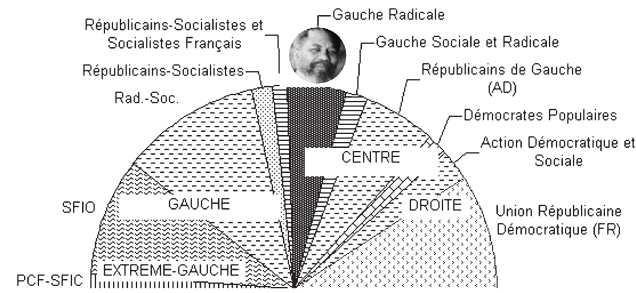 Gauche Radicale
Républicains-Socialistes et
Socialistes Français
Gauche Sociale et Radicale
Républicains-Socialistes
Républicains de Gauche
(AD)
Rad.-Soc.
Démocrates Populaires
Action Démocratique et
Sociale
CENTRE
SFIO
GAUCHE
DROITE
Union Républicaine
Démocratique (FR)
EXTREME-GAUCHE
PCF-SFIC